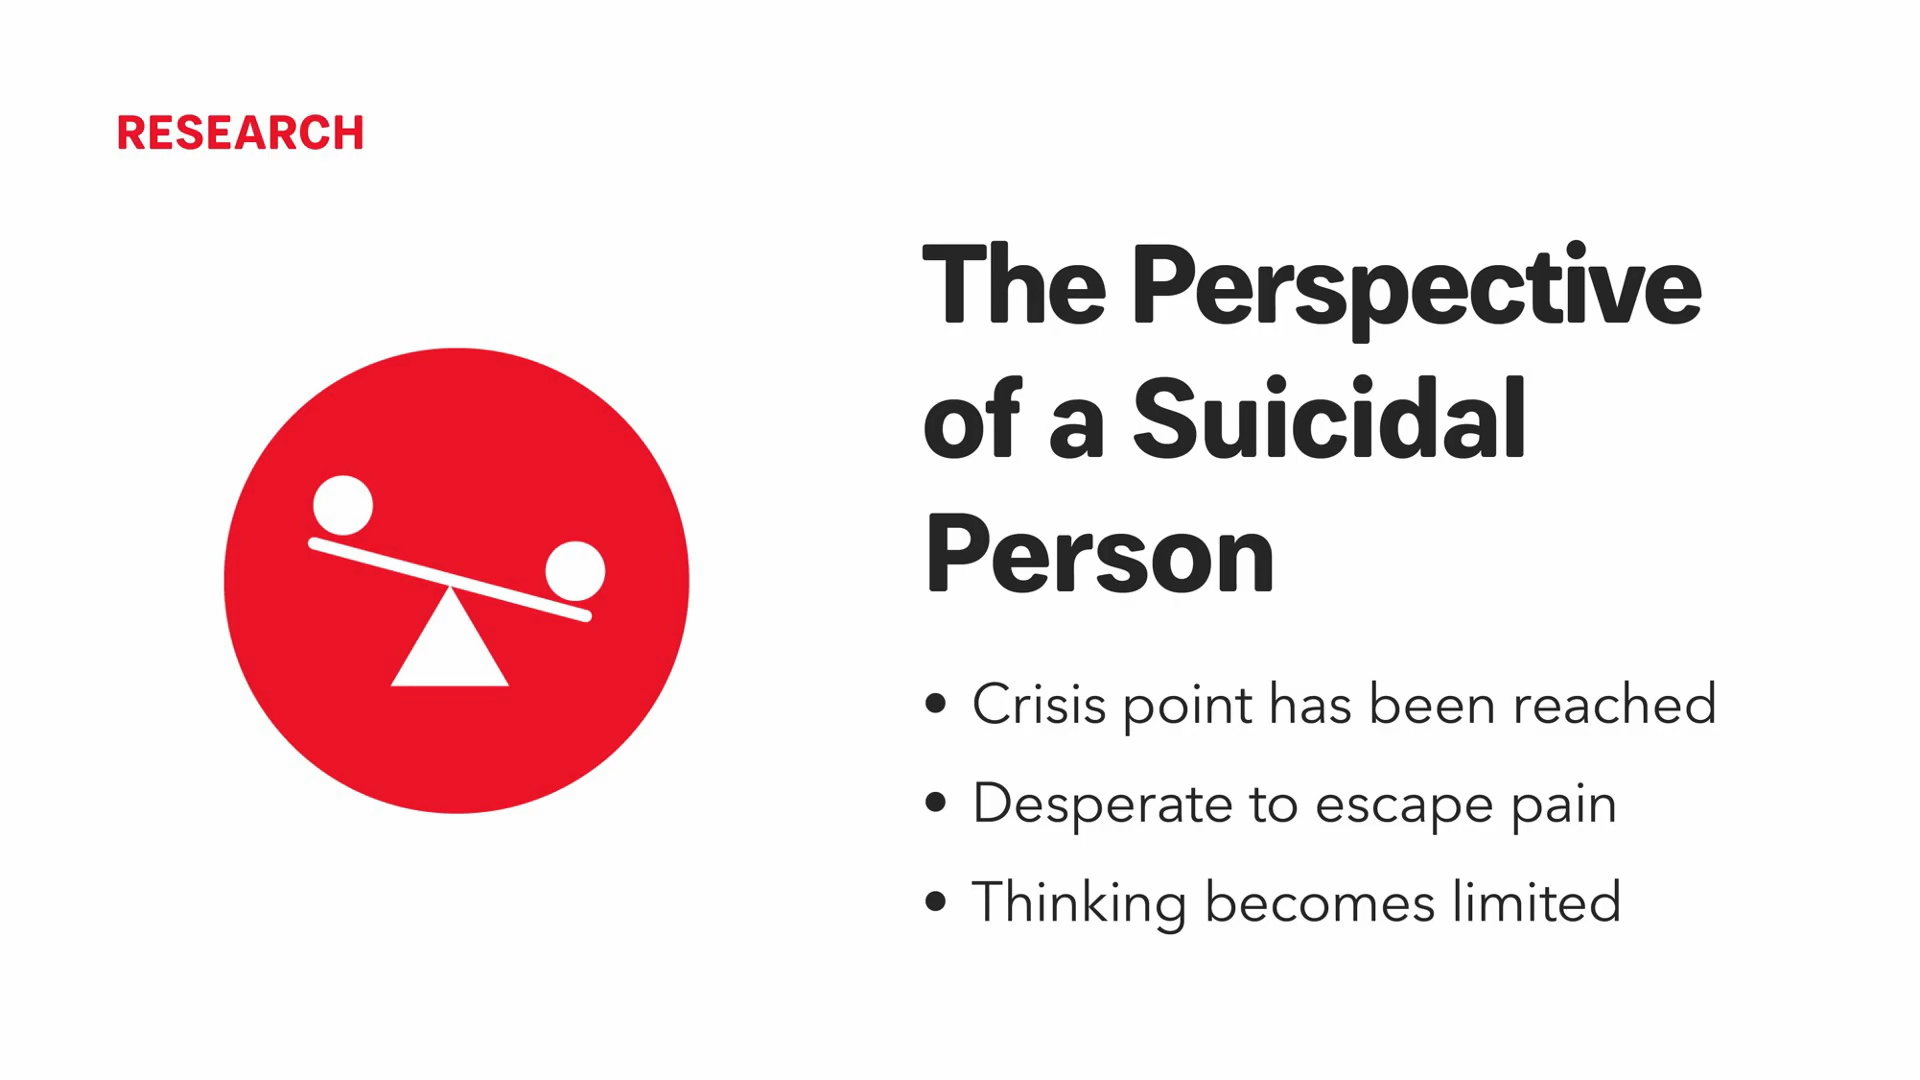 RESEARCH
The Perspective
of a Suicidal
Person
• Crisis point has been reached
• Desperate to escape pain
• Thinking becomes limited